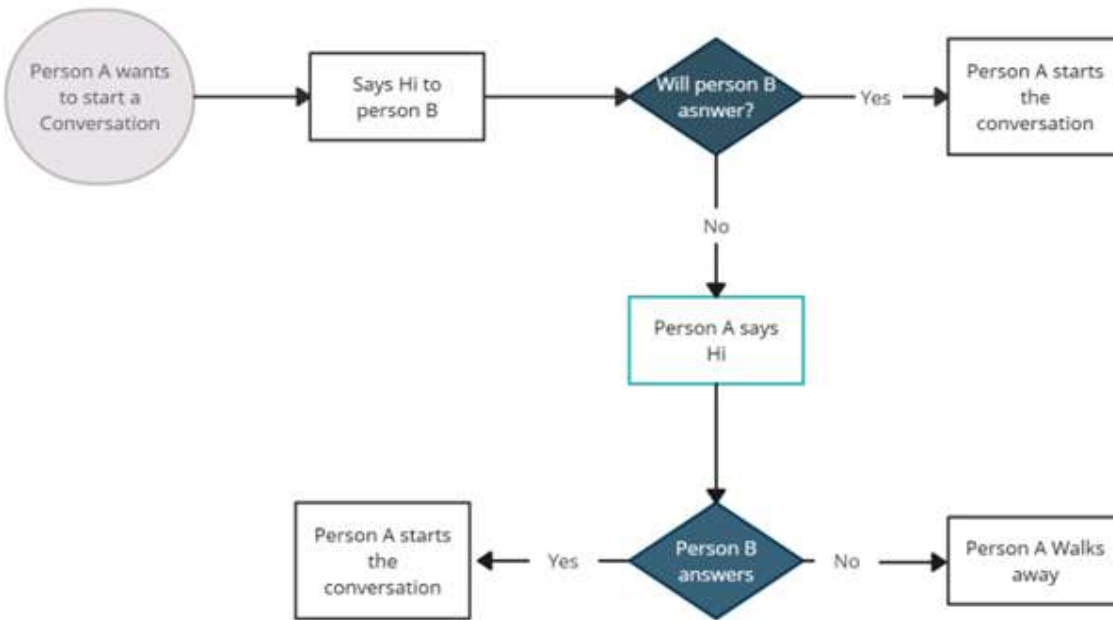 Person A wants
to start a
Conversation
Says Hi to
person B
Will person B
asnwer?
Yes
Person A starts
the
conversation
No
Person A says
Hi
Person B
answers
Yes
Person A starts
the
conversation
No
Person A Walks
away